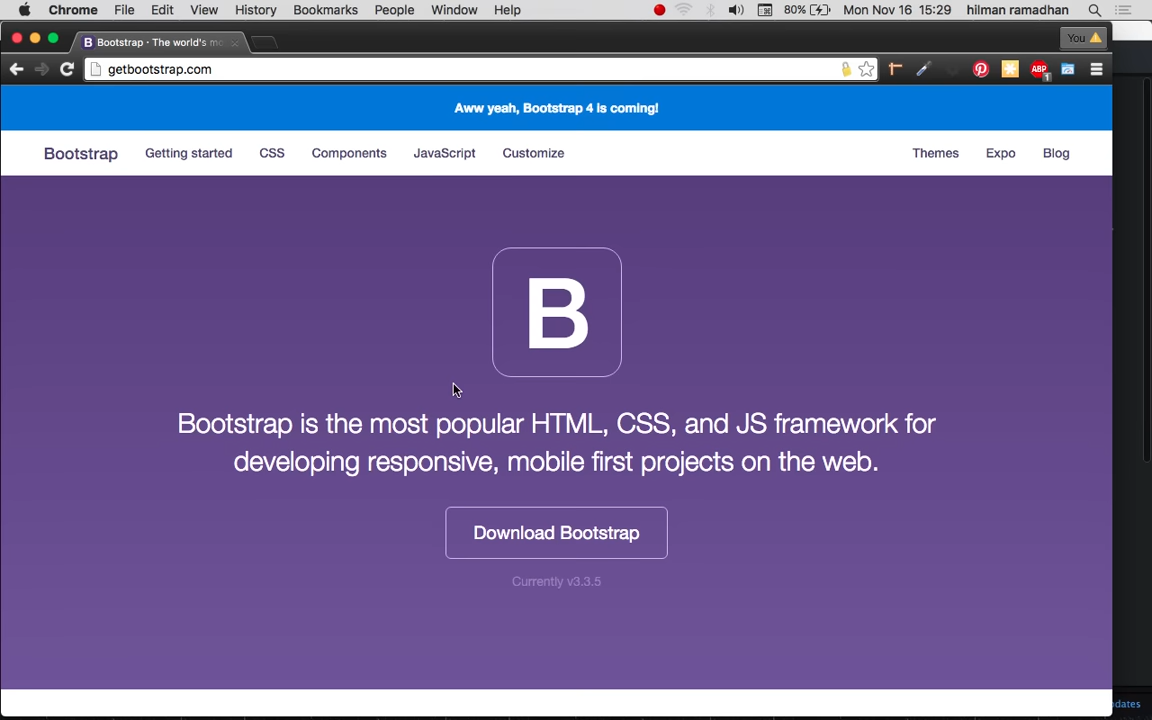 Chrome File Edit View History Bookmarks People Window Help 80% Mon Nov 16 15:29 hilman ramadhan
B Bootstrap · The world's mo
You
getbootstrap.com
ABP
1
Aww yeah, Bootstrap 4 is coming!
Bootstrap Getting started CSS Components JavaScript Customize Themes Expo Blog
B
Bootstrap is the most popular HTML, CSS, and JS framework for
developing responsive, mobile first projects on the web.
Download Bootstrap
Currently v3.3.5
dates